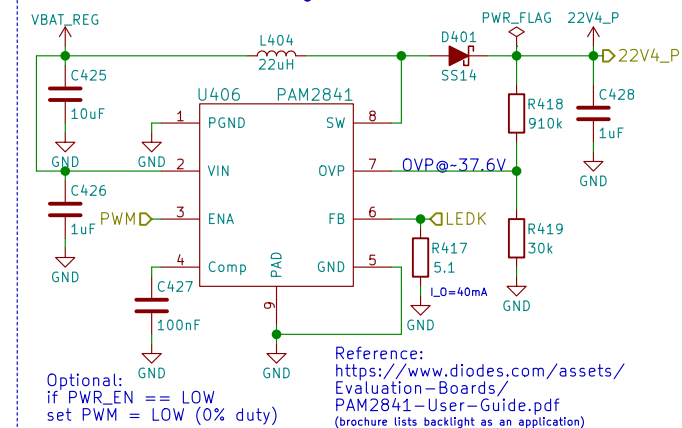 VBAT_REG
PWR_FLAG
22V4_P
L404
22uH
D401
SS14
22V4_P
C425
10uF
GND
U406
PAM2841
R418
910k
C428
1uF
GND
1
PGND
GND
SW
8
2
VIN
OVP
7
OVP@~37.6V
C426
1uF
GND
PWM
3
ENA
FB
6
LEDK
R419
30k
GND
R417
5.1
I_O=40mA
GND
4
Comp
PAD
GND
5
9
C427
100nF
GND
GND
Optional:
if PWR_EN == LOW
set PWM = LOW (0% duty)
Reference:
https://www.diodes.com/assets/
Evaluation-Boards/
PAM2841-User-Guide.pdf
(brochure lists backlight as an application)